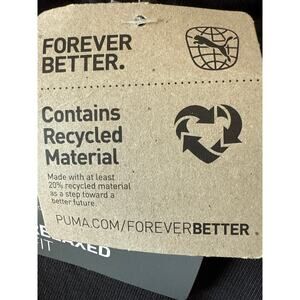 FOREVER
BETTER.
Contains
Recycled
Material
Made with at least
20% recycled material
as a step toward a
better future.
PUMA.COM/FOREVERBETTER
FIT